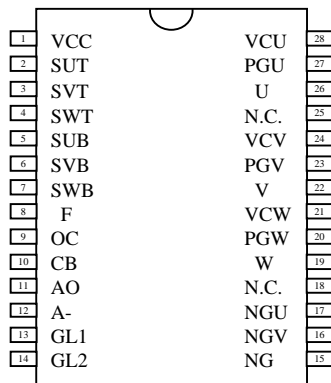 1 VCC VCU 28
2 SUT PGU 27
3 SVT U 26
4 SWT N.C. 25
5 SUB VCV 24
6 SVB PGV 23
7 SWB V 22
8 F VCW 21
9 OC PGW 20
10 CB W 19
11 AO N.C. 18
12 A- NGU 17
13 GL1 NGV 16
14 GL2 NG 15